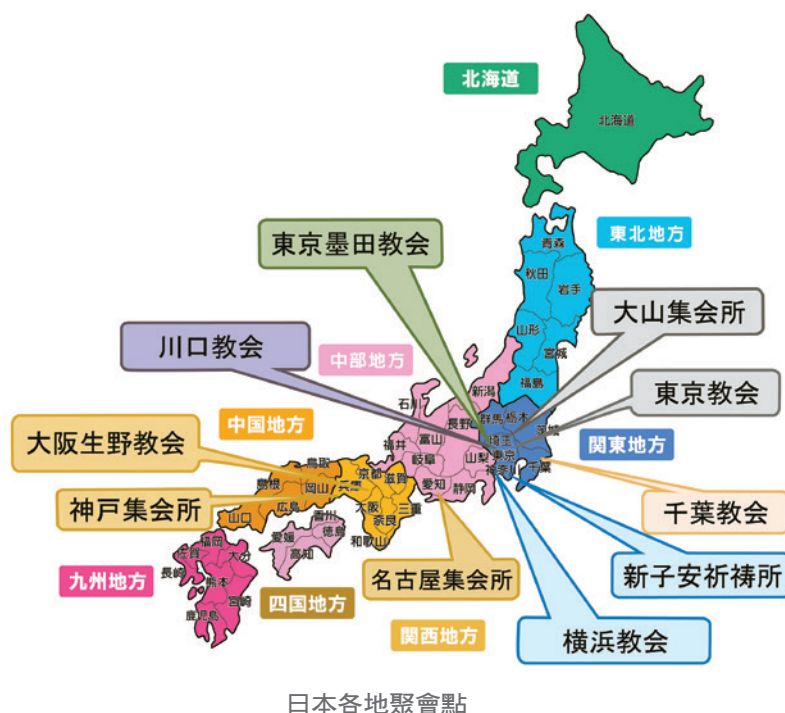 北海道
北海道
東北地方
青森
秋田
岩手
山形
宮城
福島
東京墨田教会
大山集会所
川口教会
中部地方
新潟
石川
東京教会
群馬
栃木
茨城
長野
埼玉
関東地方
中国地方
福井
富山
山梨
東京
神奈川
千葉
大阪生野教会
岐阜
鳥取
京都
滋賀
島根
岡山
兵庫
愛知
静岡
神戸集会所
広島
大阪
三重
千葉教会
山口
香川
奈良
徳島
愛媛
高知
和歌山
福岡
佐賀
大分
長崎
九州地方
熊本
宮崎
鹿児島
四国地方
名古屋集会所
新子安祈祷所
関西地方
横浜教会
日本各地聚會點